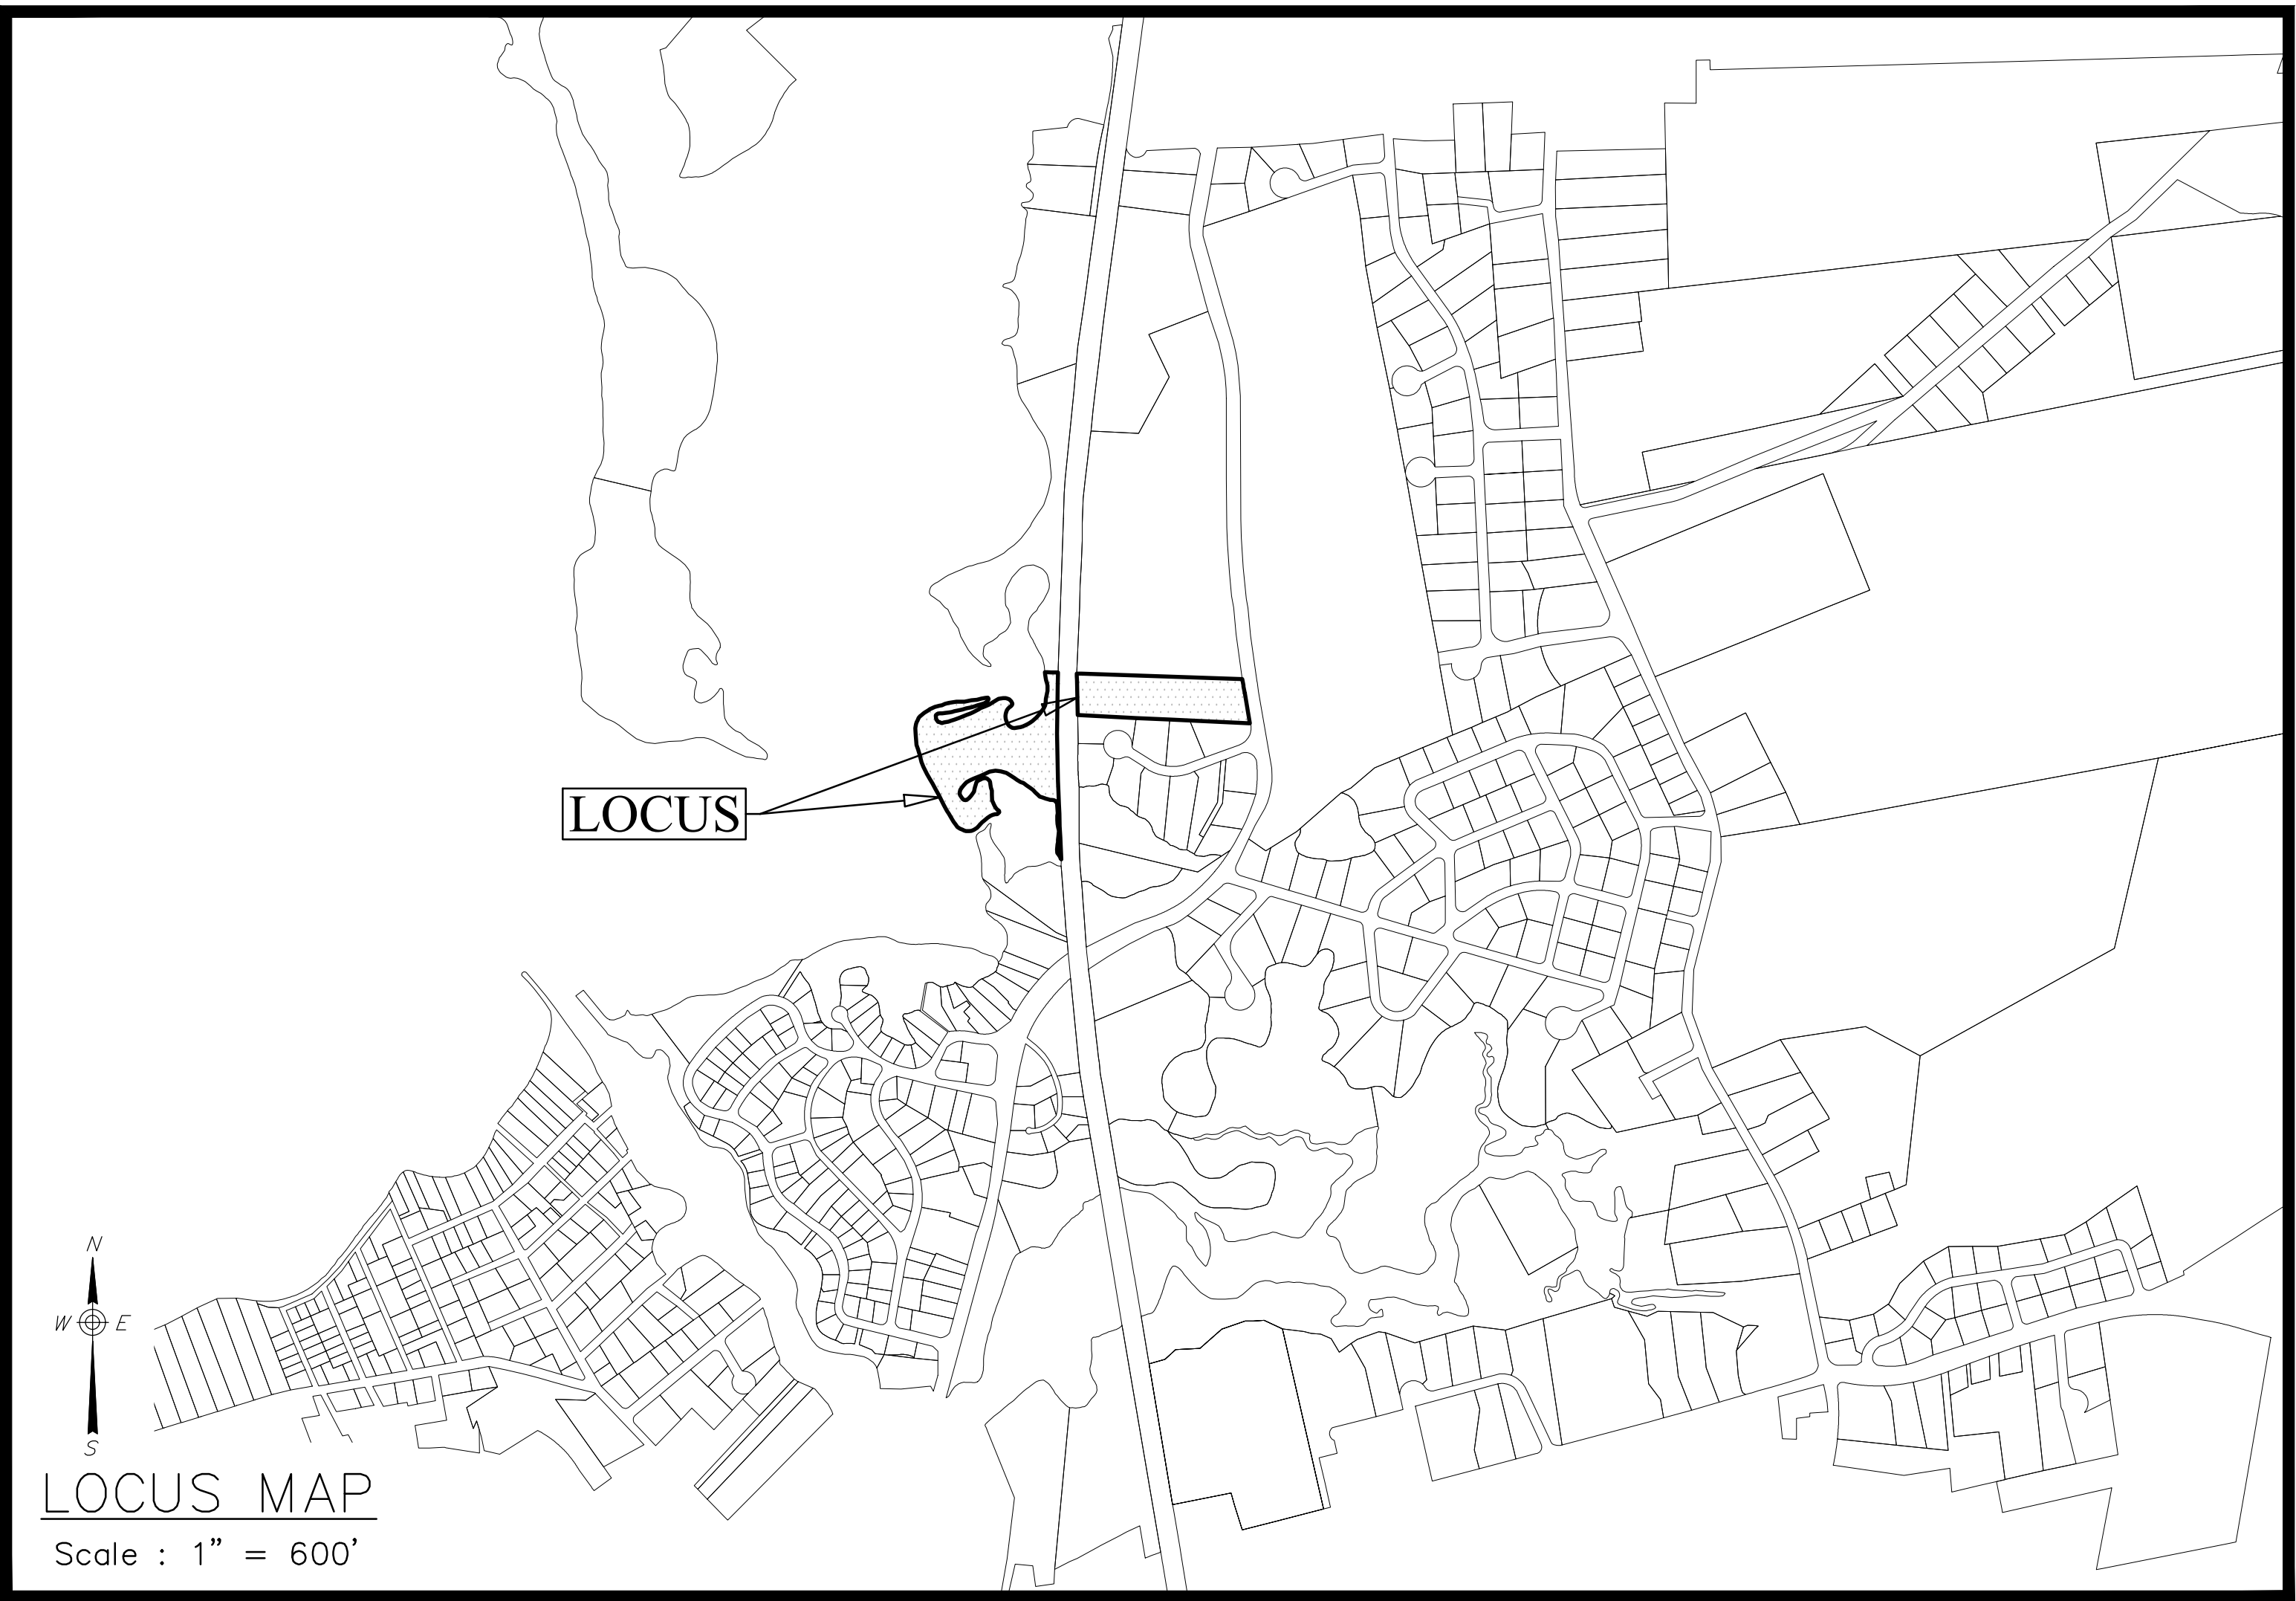 LOCUS
N
W E
S
LOCUS MAP
Scale : 1” = 600’